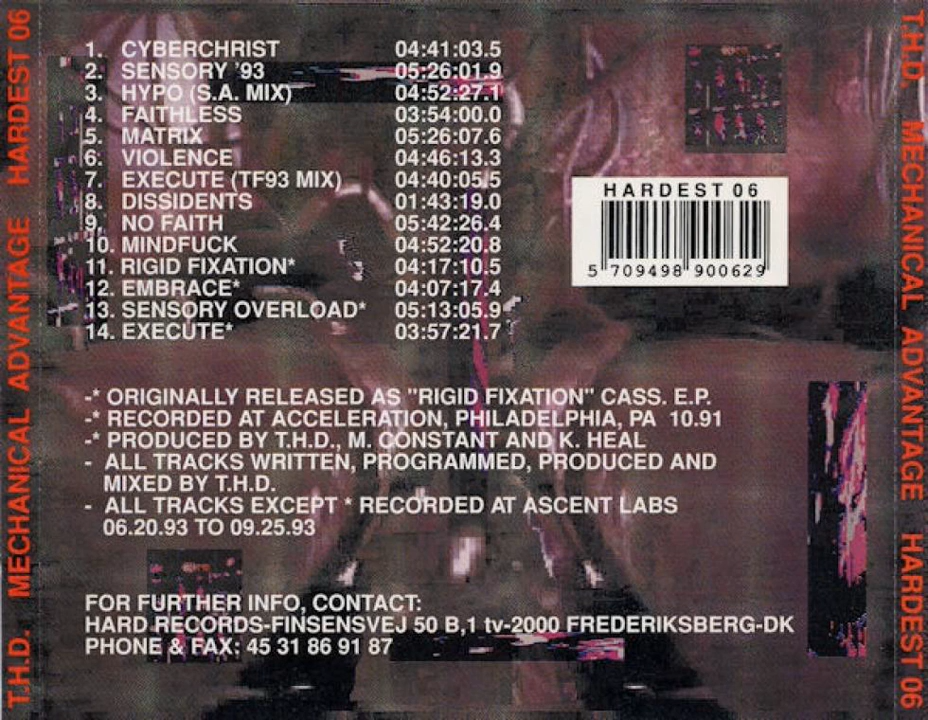 T.H.D. MECHANICAL ADVANTAGE HARDEST 06
1. CYBERCHRIST 04:41:03.5
2. SENSORY '93 05:26:01.9
3. HYPO (S.A. MIX) 04:52:27.1
4. FAITHLESS 03:54:00.0
5. MATRIX 05:26:07.6
6. VIOLENCE 04:46:13.3
7. EXECUTE (TF93 MIX) 04:40:05.5
8. DISSIDENTS 01:43:19.0
9. NO FAITH 05:42:26.4
10. MINDFUCK 04:52:20.8
11. RIGID FIXATION* 04:17:10.5
12. EMBRACE* 04:07:17.4
13. SENSORY OVERLOAD* 05:13:05.9
14. EXECUTE* 03:57:21.7
HARDEST 06
5 709498 900629
-* ORIGINALLY RELEASED AS "RIGID FIXATION" CASS. E.P.
-* RECORDED AT ACCELERATION, PHILADELPHIA, PA 10.91
-* PRODUCED BY T.H.D., M. CONSTANT AND K. HEAL
- ALL TRACKS WRITTEN, PROGRAMMED, PRODUCED AND
MIXED BY T.H.D.
- ALL TRACKS EXCEPT * RECORDED AT ASCENT LABS
06.20.93 TO 09.25.93
FOR FURTHER INFO, CONTACT:
HARD RECORDS-FINSENSVEJ 50 B,1 tv-2000 FREDERIKSBERG-DK
PHONE & FAX: 45 31 86 91 87
T.H.D. MECHANICAL ADVANTAGE HARDEST 06